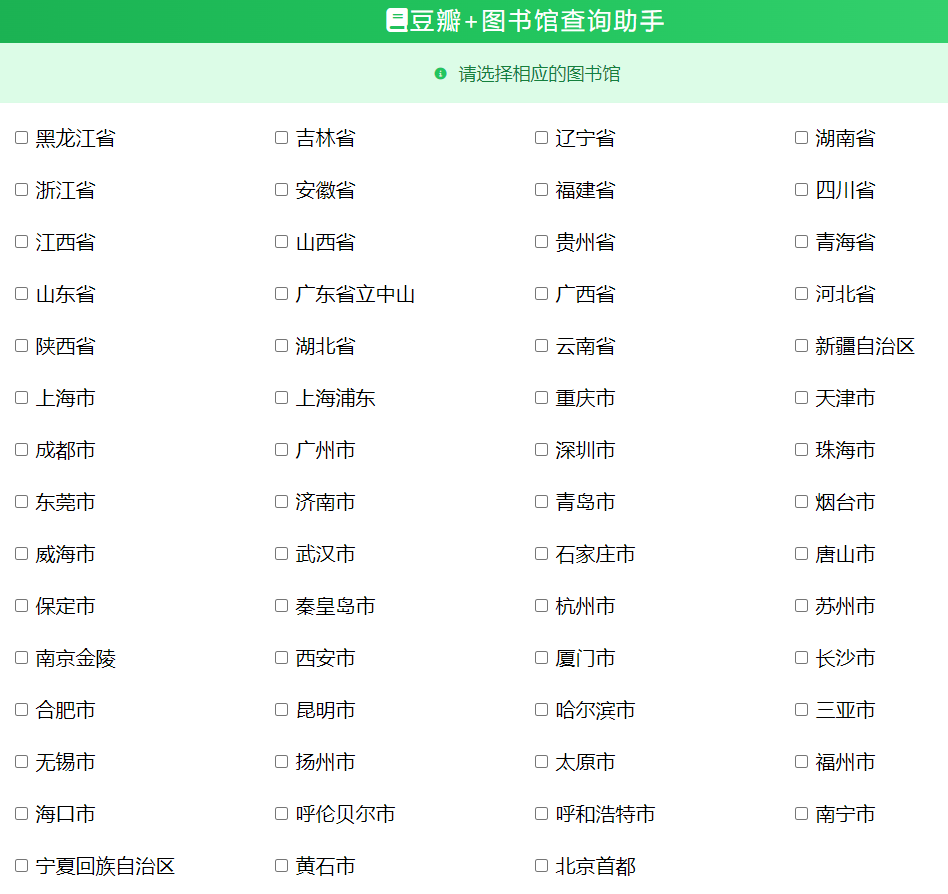 豆瓣+图书馆查询助手
请选择相应的图书馆
黑龙江省 吉林省 辽宁省 湖南省
浙江省 安徽省 福建省 四川省
江西省 山西省 贵州省 青海省
山东省 广东省立中山 广西省 河北省
陕西省 湖北省 云南省 新疆自治区
上海市 上海浦东 重庆市 天津市
成都市 广州市 深圳市 珠海市
东莞市 济南市 青岛市 烟台市
威海市 武汉市 石家庄市 唐山市
保定市 秦皇岛市 杭州市 苏州市
南京金陵 西安市 厦门市 长沙市
合肥市 昆明市 哈尔滨市 三亚市
无锡市 扬州市 太原市 福州市
海口市 呼伦贝尔市 呼和浩特市 南宁市
宁夏回族自治区 黄石市 北京首都